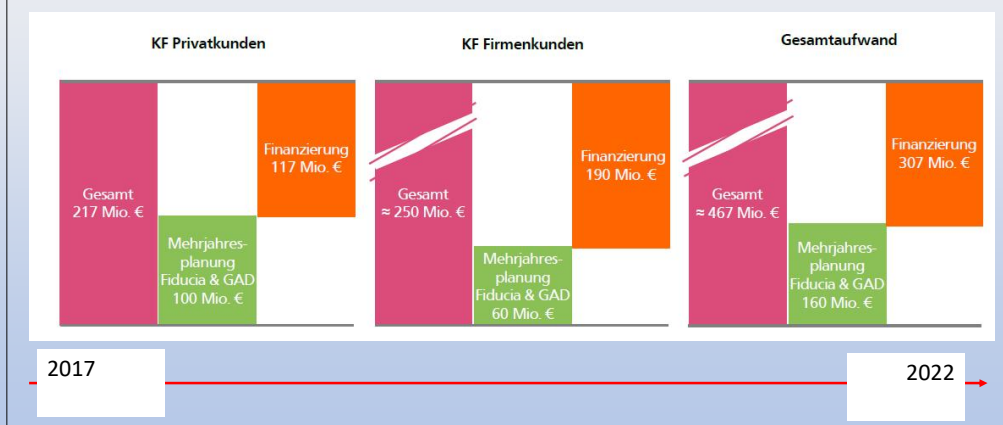 KF Privatkunden
Gesamt
217 Mio. €
Mehrjahres-
planung
Fiducia & GAD
100 Mio. €
Finanzierung
117 Mio. €
KF Firmenkunden
Gesamt
≈ 250 Mio. €
Mehrjahres-
planung
Fiducia & GAD
60 Mio. €
Finanzierung
190 Mio. €
Gesamtaufwand
Gesamt
≈ 467 Mio. €
Mehrjahres-
planung
Fiducia & GAD
160 Mio. €
Finanzierung
307 Mio. €
2017
2022